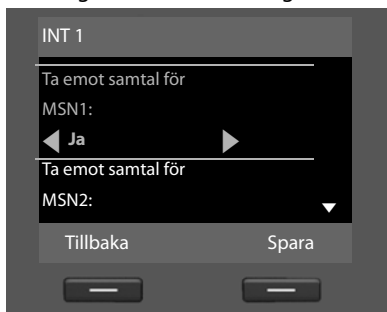 INT 1
Ta emot samtal för
MSN1:
Ja
Ta emot samtal för
MSN2:
Tillbaka Spara